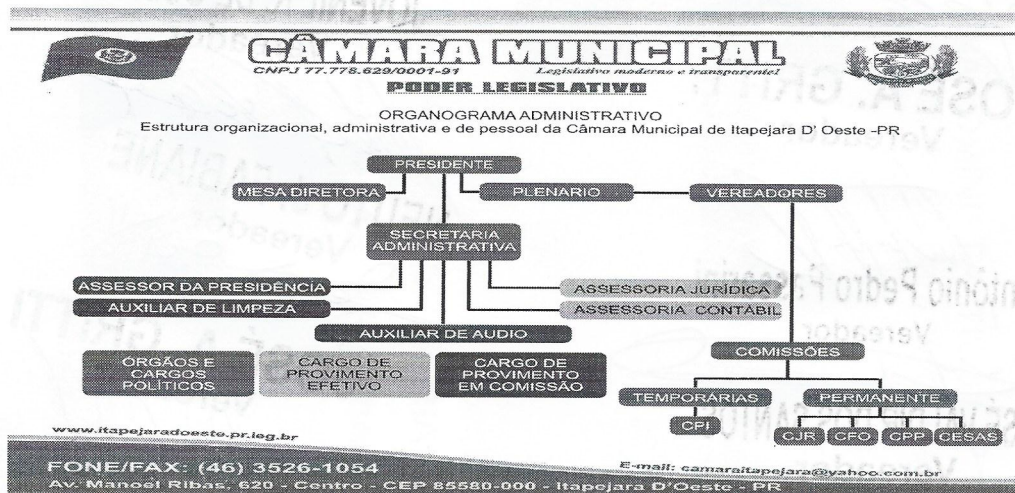 CÂMARA MUNICIPAL
CNPJ 77.778.629/0001-91 Legislativo moderno e transparente!
PODER LEGISLATIVO
ORGANOGRAMA ADMINISTRATIVO
Estrutura organizacional, administrativa e de pessoal da Câmara Municipal de Itapejara D' Oeste -PR
PRESIDENTE
MESA DIRETORA
PLENARIO
VEREADORES
SECRETARIA
ADMINISTRATIVA
ASSESSOR DA PRESIDÊNCIA
ASSESSORIA JURÍDICA
AUXILIAR DE LIMPEZA
ASSESSORIA CONTÁBIL
AUXILIAR DE AUDIO
ÓRGÃOS E
CARGOS
POLÍTICOS
CARGO DE
PROVIMENTO
EFETIVO
CARGO DE
PROVIMENTO
EM COMISSÃO
COMISSÕES
TEMPORÁRIAS
PERMANENTE
CPI
CJR
CFO
CPP
CESAS
www.itapejaradoeste.pr.leg.br
E-mail: camaraitapejara@yahoo.com.br
FONE/FAX: (46) 3526-1054
Av. Manoel Ribas, 620 - Centro - CEP 85580-000 - Itapejara D'Oeste - PR